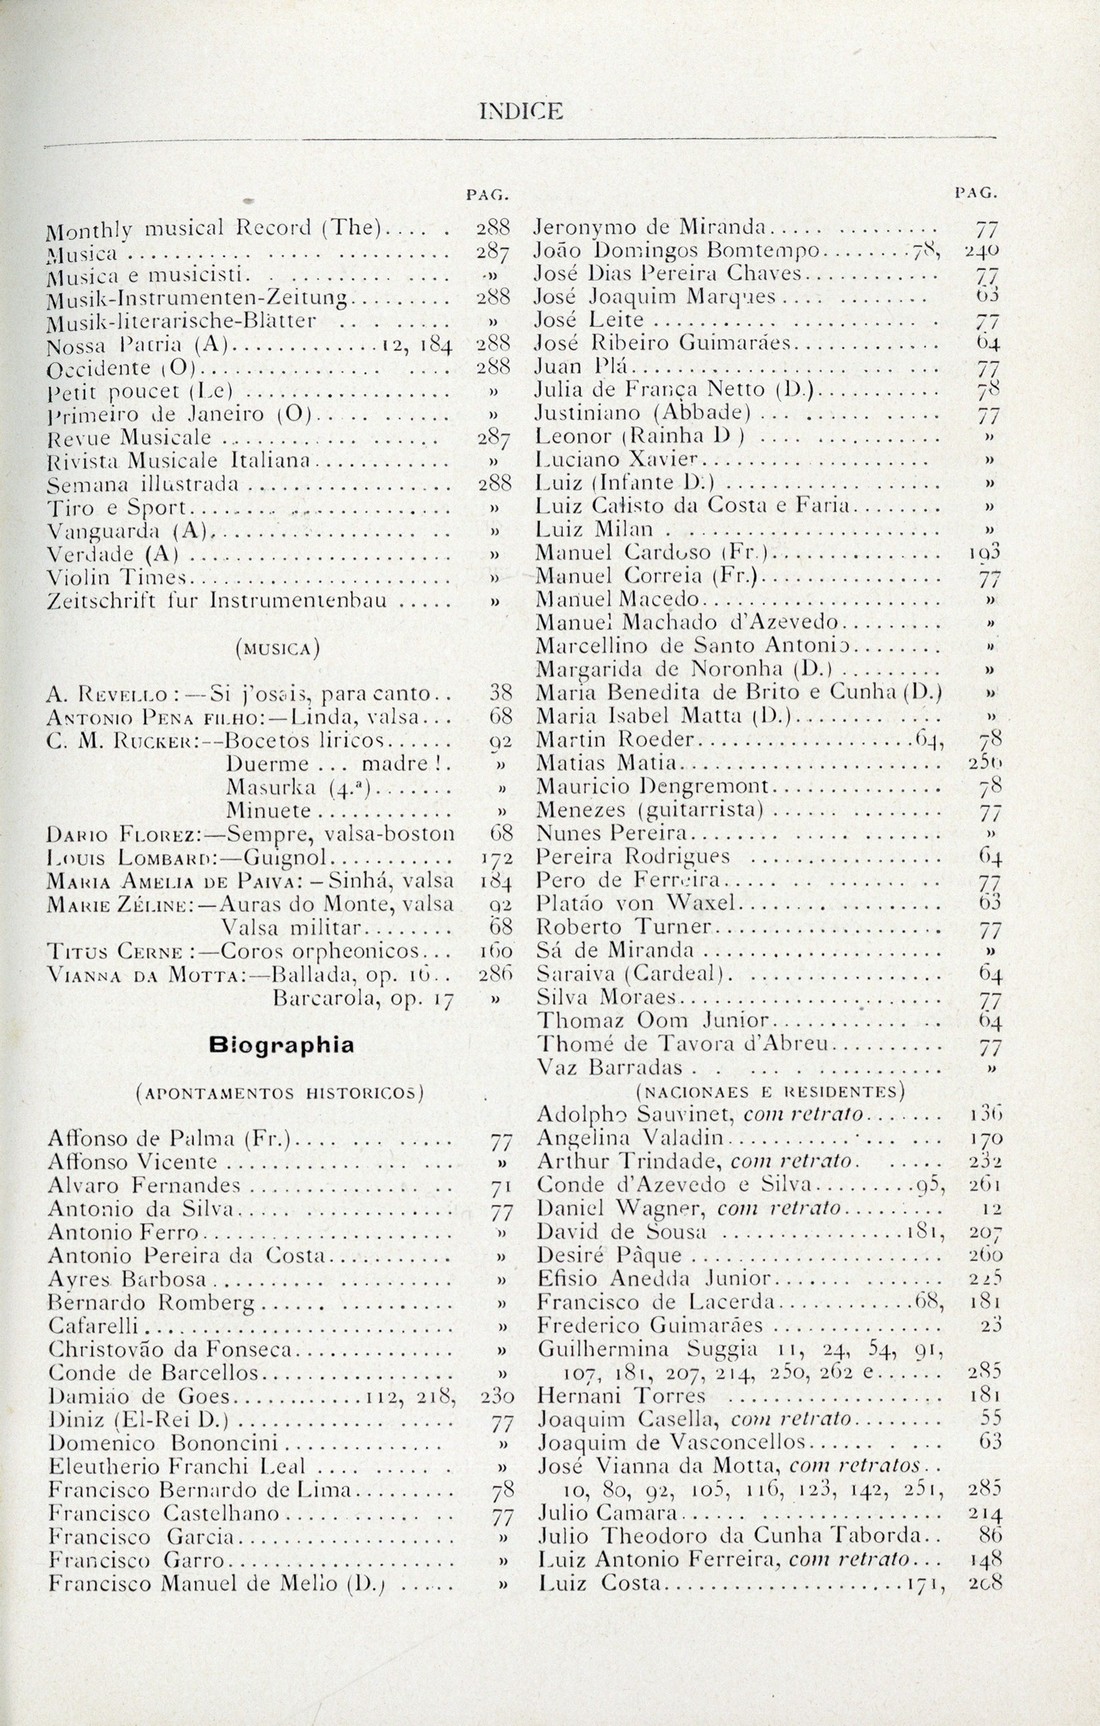 INDICE
PAG.
Monthly musical Record (The)..... . 288
Musica .............................. 287
Musica e musicisti. ................. »
Musik-Instrumenten-Zeitung......... 288
Musik-literarische-Blätter ......... »
Nossa Patria (A)..............12, 184 288
Occidente (O)...................... 288
Petit poucet (Le) ................... »
Primeiro de Janeiro (O)............. »
Revue Musicale .................... 287
Rivista Musicale Italiana............ »
Semana illustrada .................. 288
Tiro e Sport........................ »
Vanguarda (A)...................... »
Verdade (A) ........................ »
Violin Times........................ »
Zeitschrift fur Instrumentenbau ..... »
(MUSICA)
A. REVELLO :—Si j'osais, para canto.. 38
ANTONIO PENA FILHO:—Linda, valsa... 68
C. M. RUCKER:--Bocetos liricos...... 92
Duerme ... madre !. »
Masurka (4.ª)....... »
Minuete ............ »
DARIO FLOREZ:—Sempre, valsa-boston 68
LOUIS LOMBARD:—Guignol........... 172
MARIA AMELIA DE PAIVA: – Sinhá, valsa 184
MARIE ZÉLINE:—Auras do Monte, valsa 92
Valsa militar........ 68
TITUS CERNE :—Coros orpheonicos... 160
VIANNA DA MOTTA:—Ballada, op. 16.. 286
Barcarola, op. 17 »
Biographia
(APONTAMENTOS HISTORICOS)
Affonso de Palma (Fr.).............. 77
Affonso Vicente .................... »
Alvaro Fernandes .................. 71
Antonio da Silva.................... 77
Antonio Ferro...................... »
Antonio Pereira da Costa............ »
Ayres Barbosa...................... »
Bernardo Romberg.................. »
Cafarelli............................ »
Christovão da Fonseca.............. »
Conde de Barcellos.................. »
Damião de Goes............112, 218, 230
Diniz (El-Rei D.) ................... 77
Domenico Bononcini............... »
Eleutherio Franchi Leal ............ »
Francisco Bernardo de Lima......... 78
Francisco Castelhano ............... 77
Francisco Garcia.................... »
Francisco Garro..................... »
Francisco Manuel de Mello (D.) ..... »
PAG.
Jeronymo de Miranda............... 77
João Domingos Bomtempo........78, 240
José Dias Pereira Chaves............ 77
José Joaquim Marques.............. 63
José Leite ......................... 77
José Ribeiro Guimarães............. 64
Juan Plá........................... 77
Julia de França Netto (D.)........... 78
Justiniano (Abbade) ................ 77
Leonor (Rainha D ) ................ »
Luciano Xavier..................... »
Luiz (Infante D.) ................... »
Luiz Calisto da Costa e Faria........ »
Luiz Milan . ....................... »
Manuel Cardoso (Fr.)............... 193
Manuel Correia (Fr.)................ 77
Manuel Macedo..................... »
Manuel Machado d'Azevedo......... »
Marcellino de Santo Antonio........ »
Margarida de Noronha (D.) ......... »
Maria Benedita de Brito e Cunha (D.) »
Maria Isabel Matta (D.)............. »
Martin Roeder...................64, 78
Matias Matia....................... 250
Mauricio Dengremont............... 78
Menezes (guitarrista) ............... 77
Nunes Pereira...................... »
Pereira Rodrigues ................. 64
Pero de Ferreira.................... 77
Platão von Waxel................... 63
Roberto Turner..................... 77
Sá de Miranda ..................... »
Saraiva (Cardeal). .................. 64
Silva Moraes....................... 77
Thomaz Oom Junior................ 64
Thomé de Tavora d'Abreu.......... 77
Vaz Barradas . .................... »
(NACIONAES E RESIDENTES)
Adolpho Sauvinet, com retrato....... 136
Angelina Valadin................... 170
Arthur Trindade, com retrato. ..... 232
Conde d'Azevedo e Silva.........95, 261
Daniel Wagner, com retrato......... 12
David de Sousa ................181, 207
Desiré Pâque ...................... 260
Efisio Anedda Junior............... 225
Francisco de Lacerda............68, 181
Frederico Guimarães ............... 23
Guilhermina Suggia 11, 24, 54, 91,
107, 181, 207, 214, 250, 262 e...... 285
Hernani Torres ................... 181
Joaquim Casella, com retrato........ 55
Joaquim de Vasconcellos............ 63
José Vianna da Motta, com retratos. .
10, 80, 92, 105, 116, 123, 142, 251, 285
Julio Camara...................... 214
Julio Theodoro da Cunha Taborda.. 86
Luiz Antonio Ferreira, com retrato... 148
Luiz Costa.....................171, 208